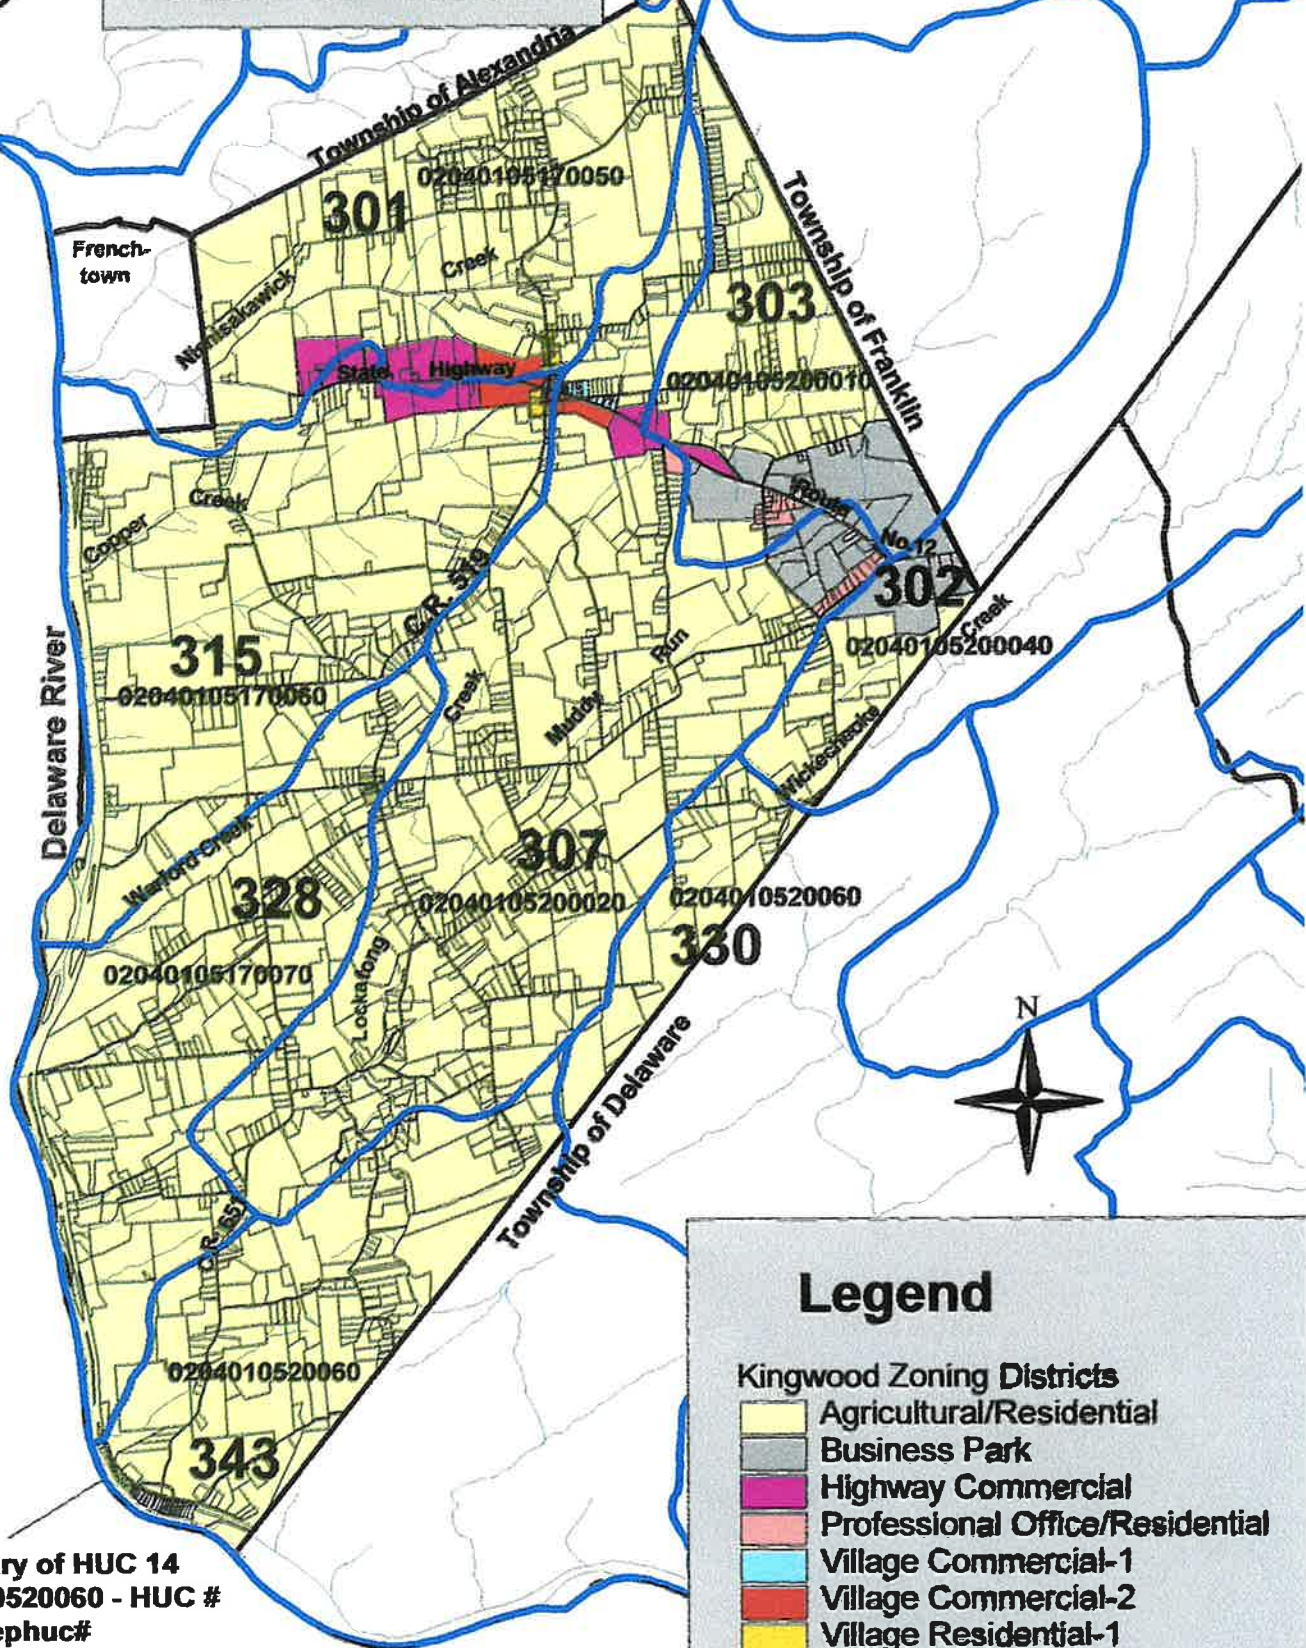 Township of Alexandria
02040105170050
301
French-
town
Creek
Nishisakawick
Township of Franklin
303
State Highway
02040105200010
Creek
Copper
Route
No. 12
302
C.R. 519
Creek
02040105200040
Run
315
02040105170060
Creek
Muddy
Wickecheoke
Delaware River
307
Warford Creek
328
02040105200020
0204010520060
330
02040105170070
Lockatong
N
Township of Delaware
C.R. 651
0204010520060
343
Legend
Kingwood Zoning Districts
Agricultural/Residential
Business Park
Highway Commercial
Professional Office/Residential
Village Commercial-1
Village Commercial-2
Village Residential-1
ry of HUC 14
0520060 - HUC #
ephuc#